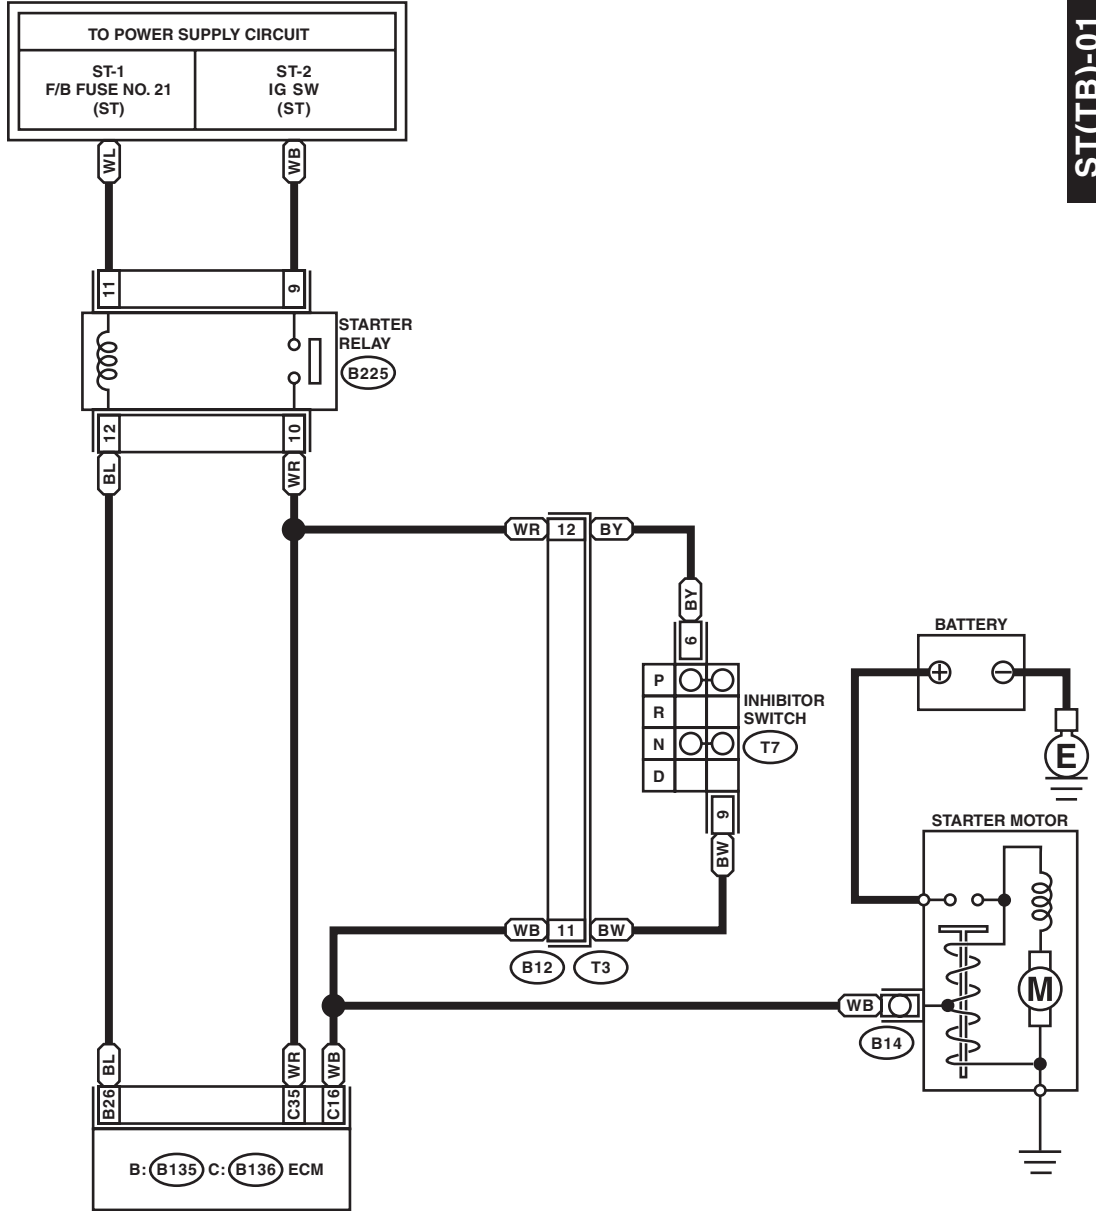 ST(TB)-01
TO POWER SUPPLY CIRCUIT
ST-1
F/B FUSE NO. 21
(ST)
ST-2
IG SW
(ST)
WL
WB
11
9
STARTER
RELAY
B225
12
10
BL
WR
WR
12
BY
BY
6
P
R
N
D
INHIBITOR
SWITCH
T7
9
BW
WB
11
BW
B12
T3
BATTERY
+
−
E
STARTER MOTOR
M
WB
B14
BL
WR
WB
B26
C35
C16
B: B135 C: B136 ECM